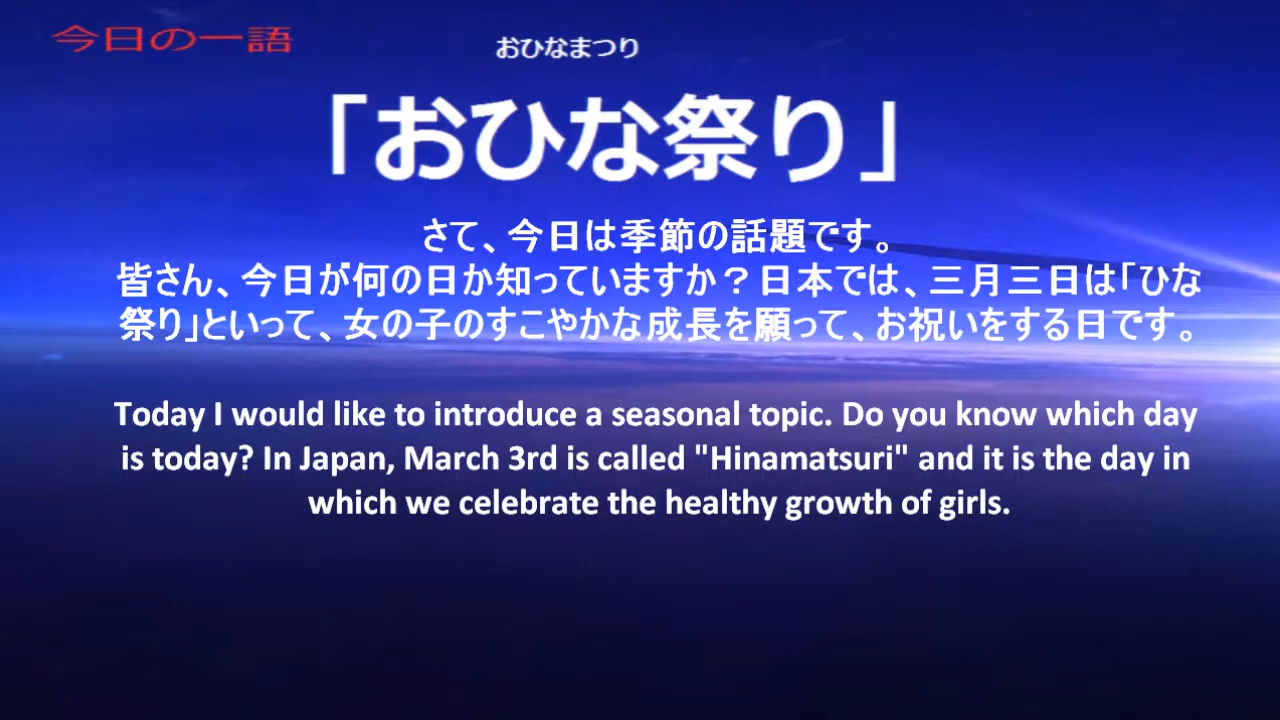 今日の一語
おひなまつり
「おひな祭り」
さて、今日は季節の話題です。
皆さん、今日が何の日か知っていますか？日本では、三月三日は「ひな
祭り」といって、女の子のすこやかな成長を願って、お祝いをする日です。
Today I would like to introduce a seasonal topic. Do you know which day
is today? In Japan, March 3rd is called "Hinamatsuri" and it is the day in
which we celebrate the healthy growth of girls.